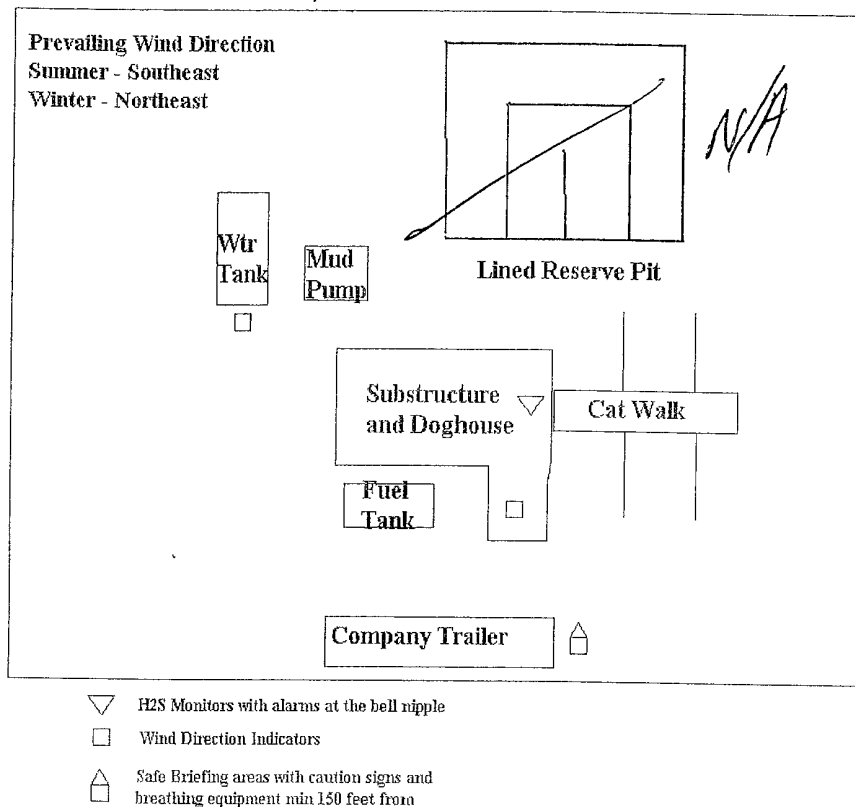 Prevailing Wind Direction
Summer - Southeast
Winter - Northeast
N/A
Wtr
Tank
Mud
Pump
Lined Reserve Pit
Substructure
and Doghouse
Cat Walk
Fuel
Tank
Company Trailer
H2S Monitors with alarms at the bell nipple
Wind Direction Indicators
Safe Briefing areas with caution signs and
breathing equipment min 150 feet from